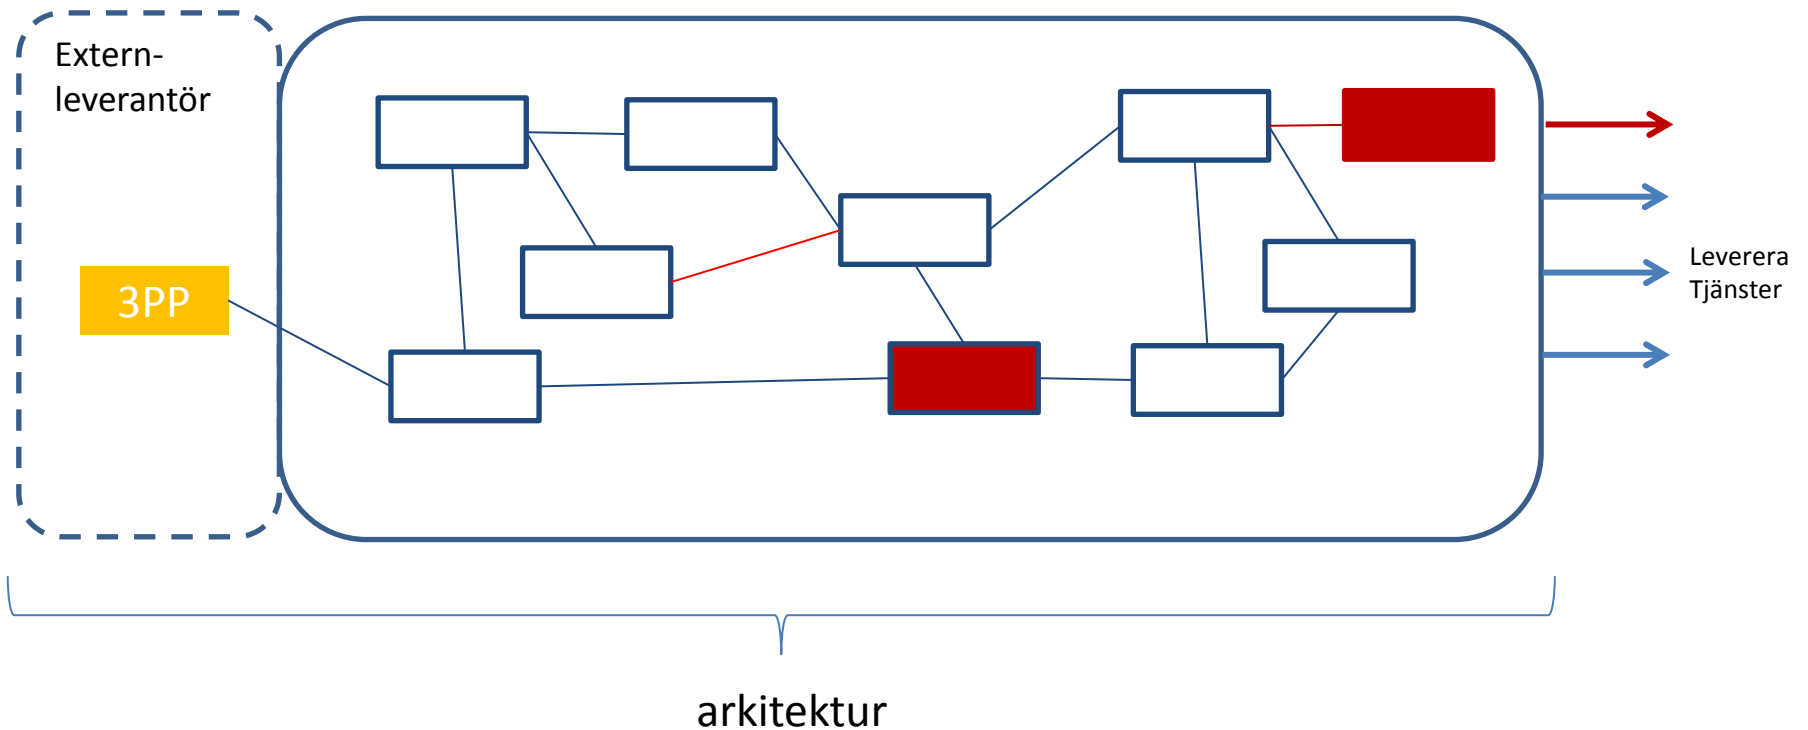 Extern-
leverantör
3PP
Leverera
Tjänster
arkitektur